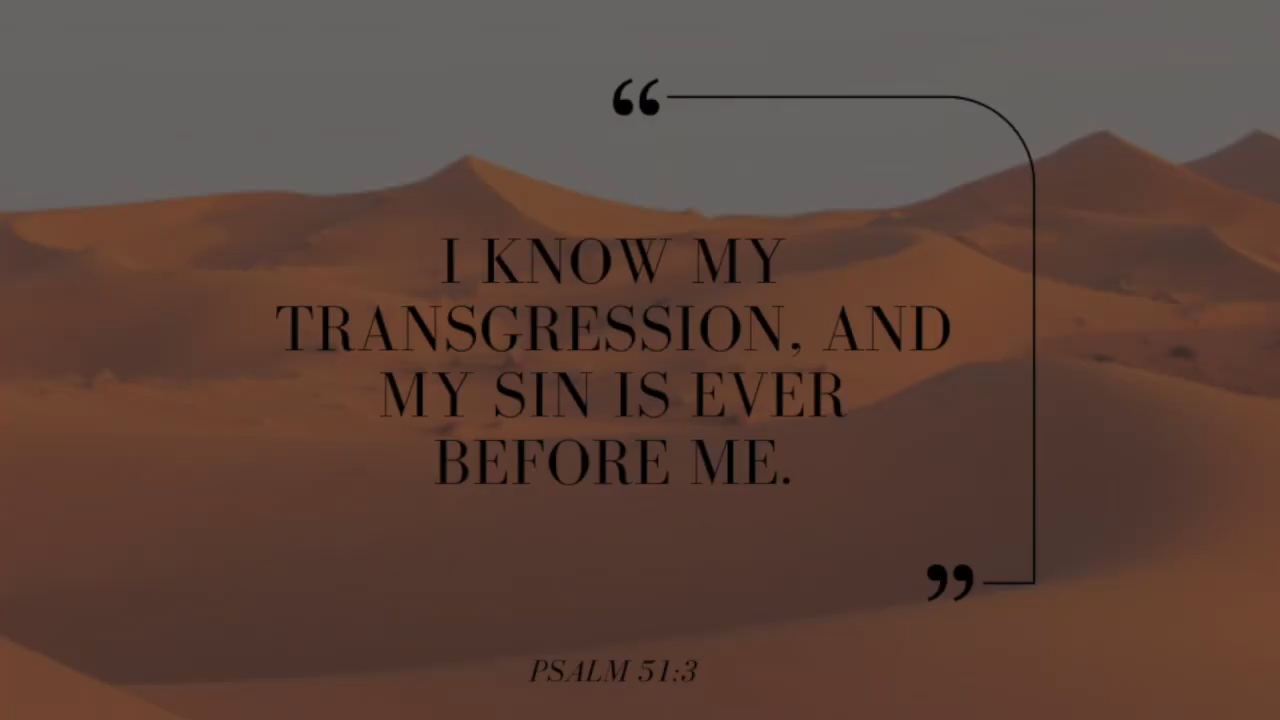 “
I KNOW MY
TRANSGRESSION, AND
MY SIN IS EVER
BEFORE ME.
”
PSALM 51:3